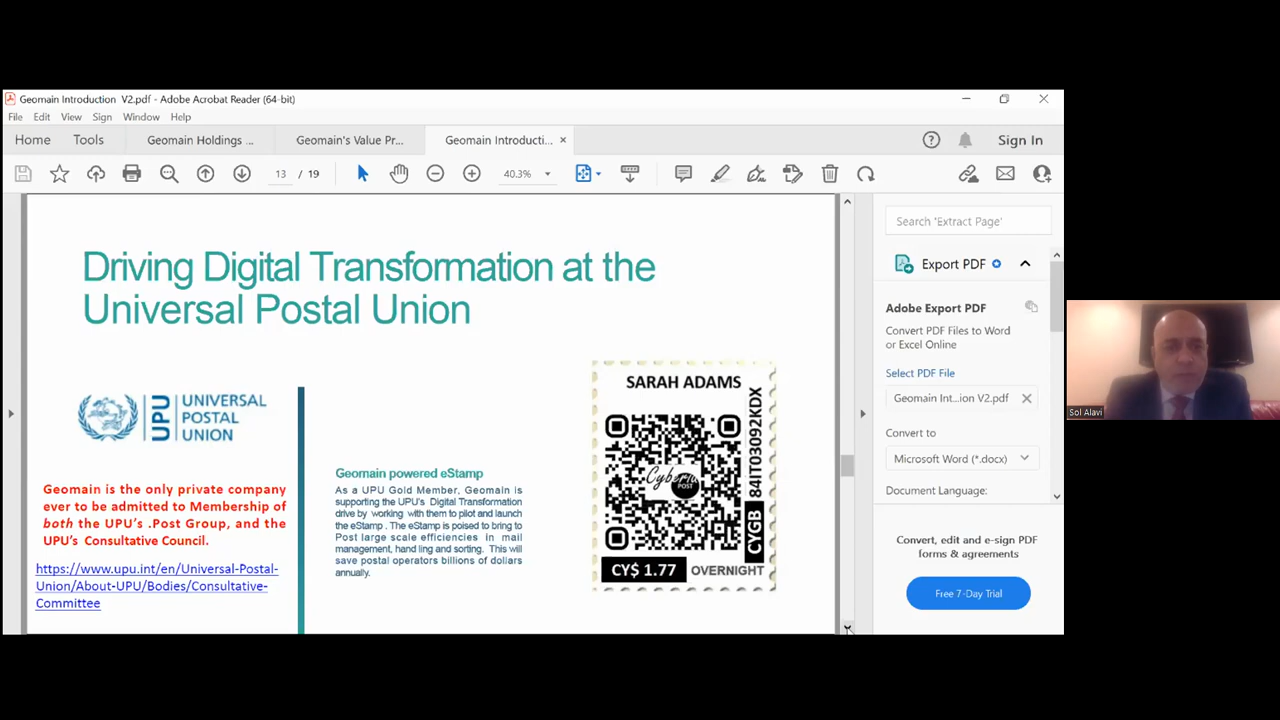 Geomain Introduction V2.pdf - Adobe Acrobat Reader (64-bit)
File Edit View Sign Window Help
Home Tools Geomain Holdings ... Geomain's Value Pr... Geomain Introducti... × Sign In
13 / 19 40.3%
Driving Digital Transformation at the
Universal Postal Union
UPU
UNIVERSAL
POSTAL
UNION
Geomain is the only private company
ever to be admitted to Membership of
both the UPU's .Post Group, and the
UPU's Consultative Council.
https://www.upu.int/en/Universal-Postal-
Union/About-UPU/Bodies/Consultative-
Committee
Geomain powered eStamp
As a UPU Gold Member, Geomain is
supporting the UPU's Digital Transformation
drive by working with them to pilot and launch
the eStamp . The eStamp is poised to bring to
Post large scale efficiencies in mail
management, hand ling and sorting. This will
save postal operators billions of dollars
annually.
SARAH ADAMS
Cyberia
POST
CYGB 84IT03092KDX
CY$ 1.77 OVERNIGHT
Search 'Extract Page'
Export PDF
Adobe Export PDF
Convert PDF Files to Word
or Excel Online
Select PDF File
Geomain Int...ion V2.pdf
Convert to
Microsoft Word (*.docx)
Document Language:
Convert, edit and e-sign PDF
forms & agreements
Free 7-Day Trial
Sol Alavi